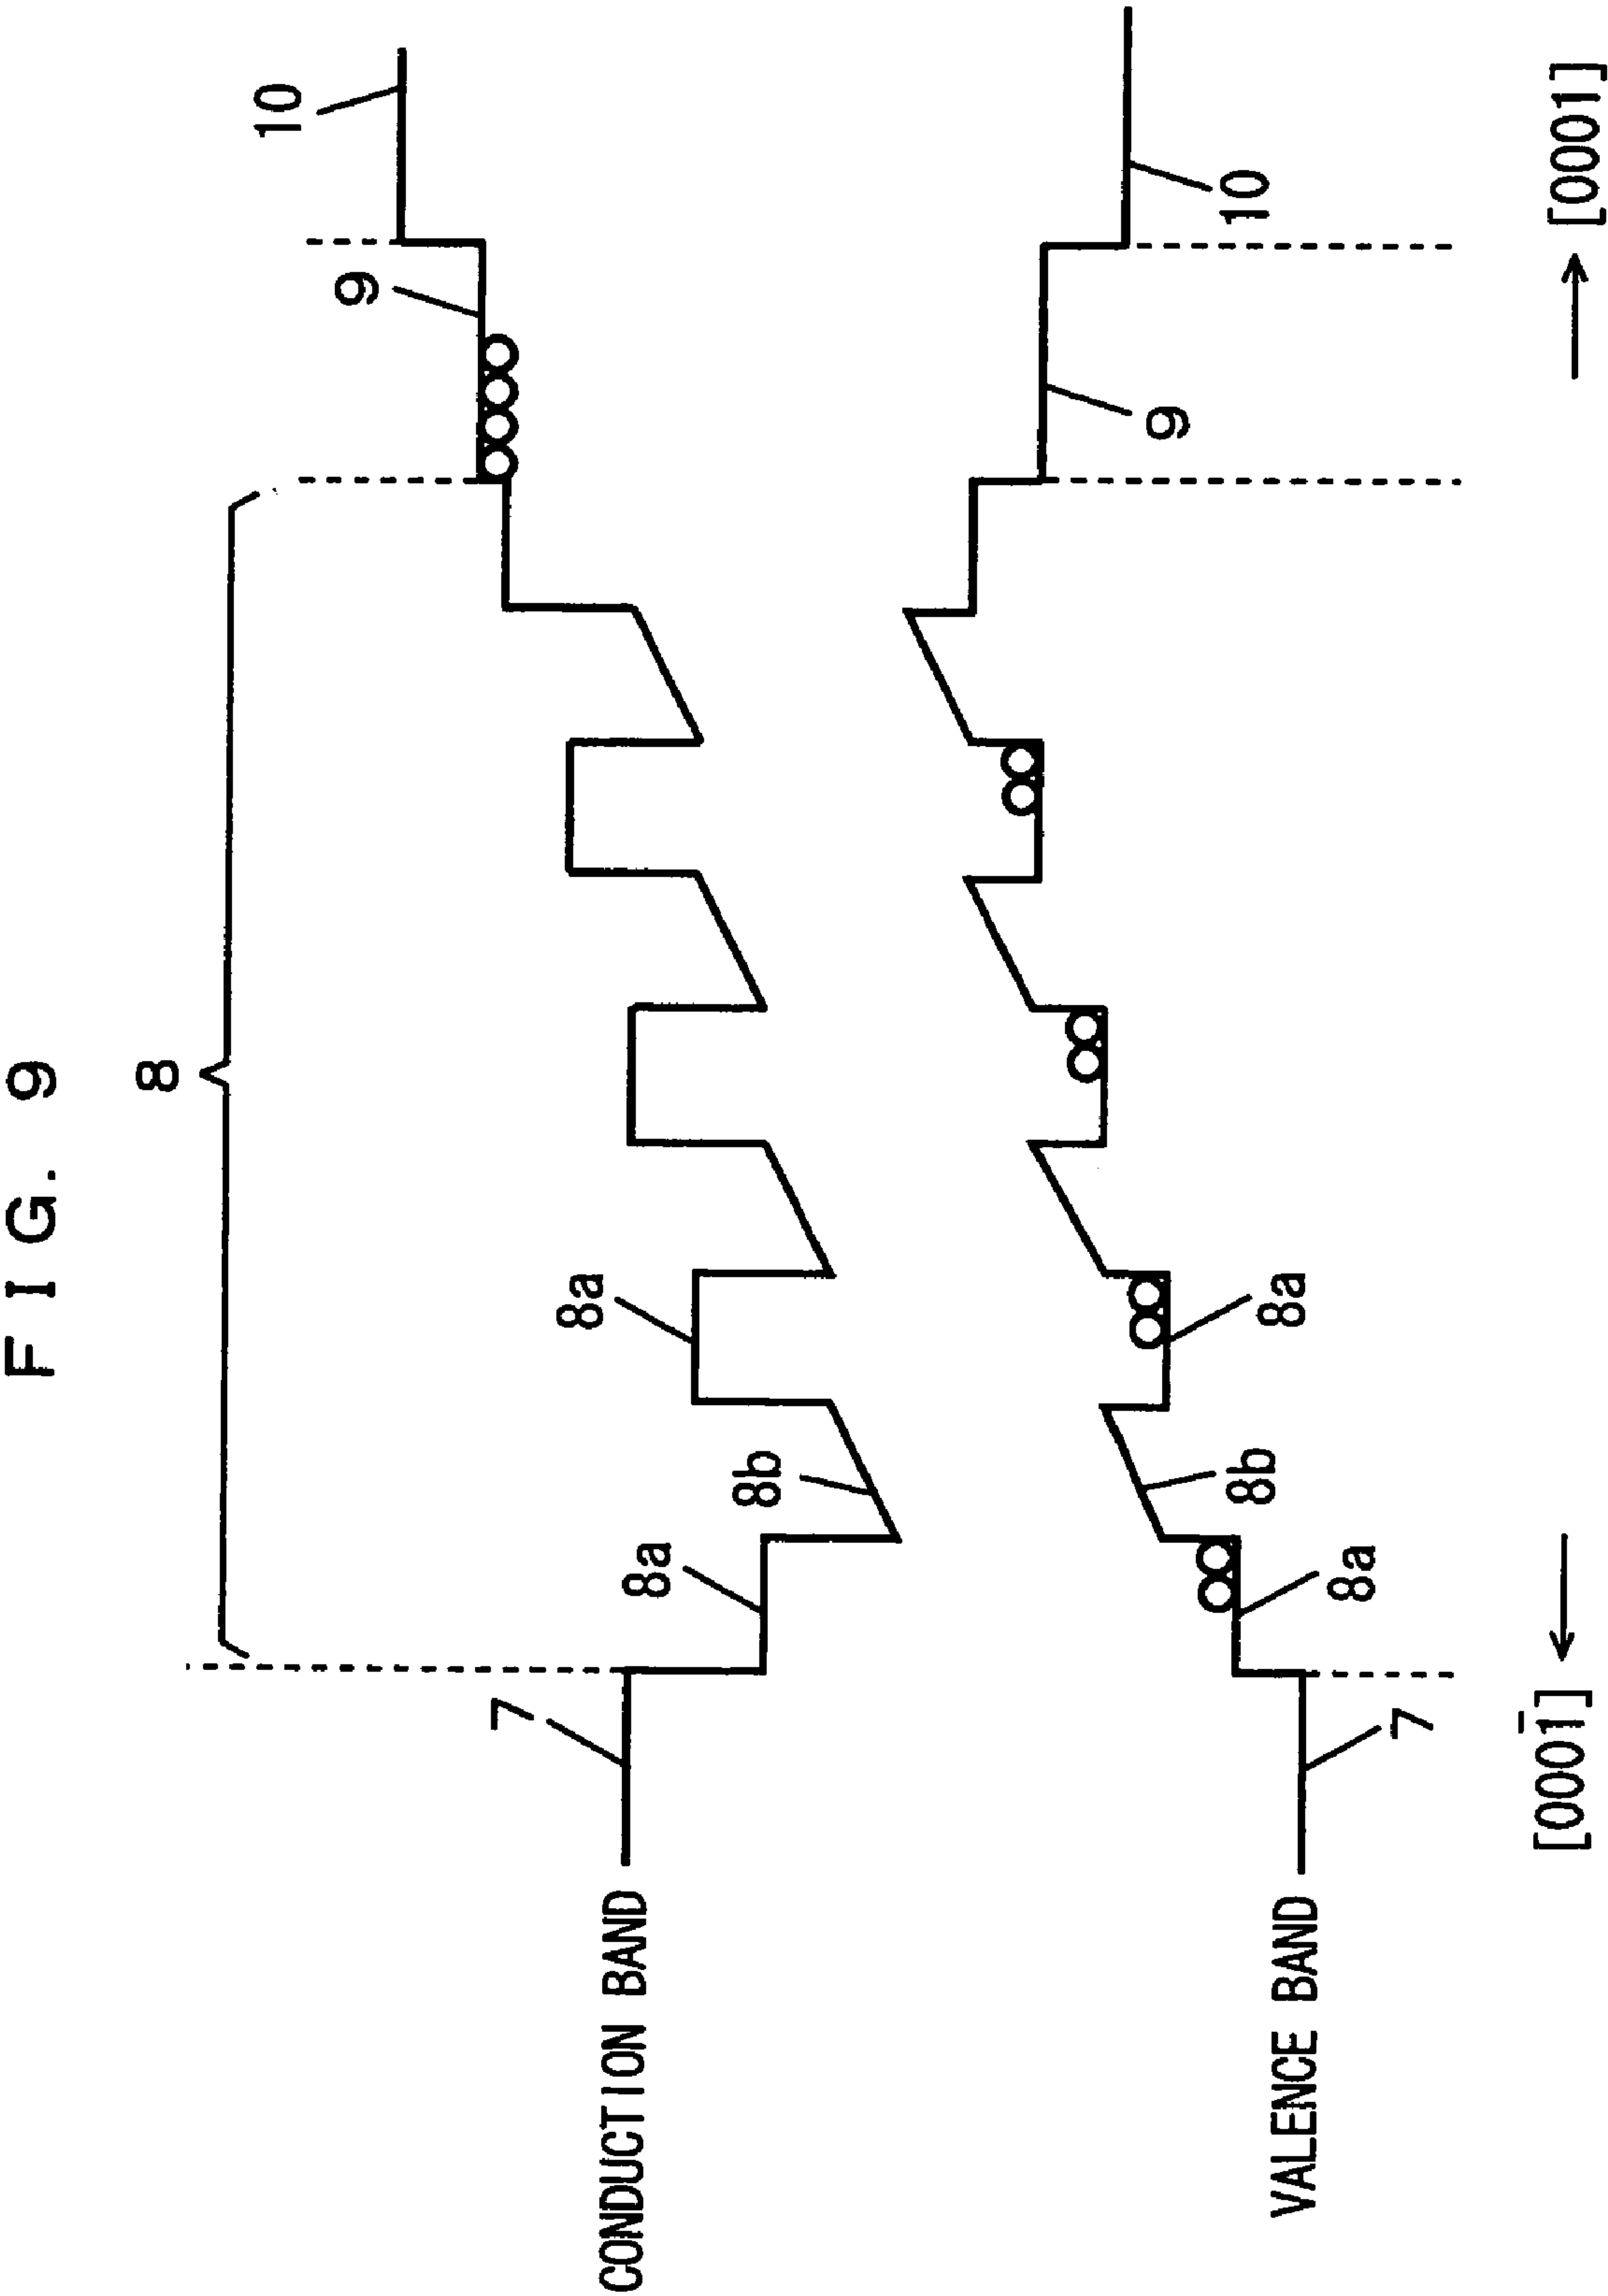 FIG. 9
8
10
9
8a
8b
8a
7
CONDUCTION BAND
10
9
8a
8b
8a
7
VALENCE BAND
[0001̄]
[0001]